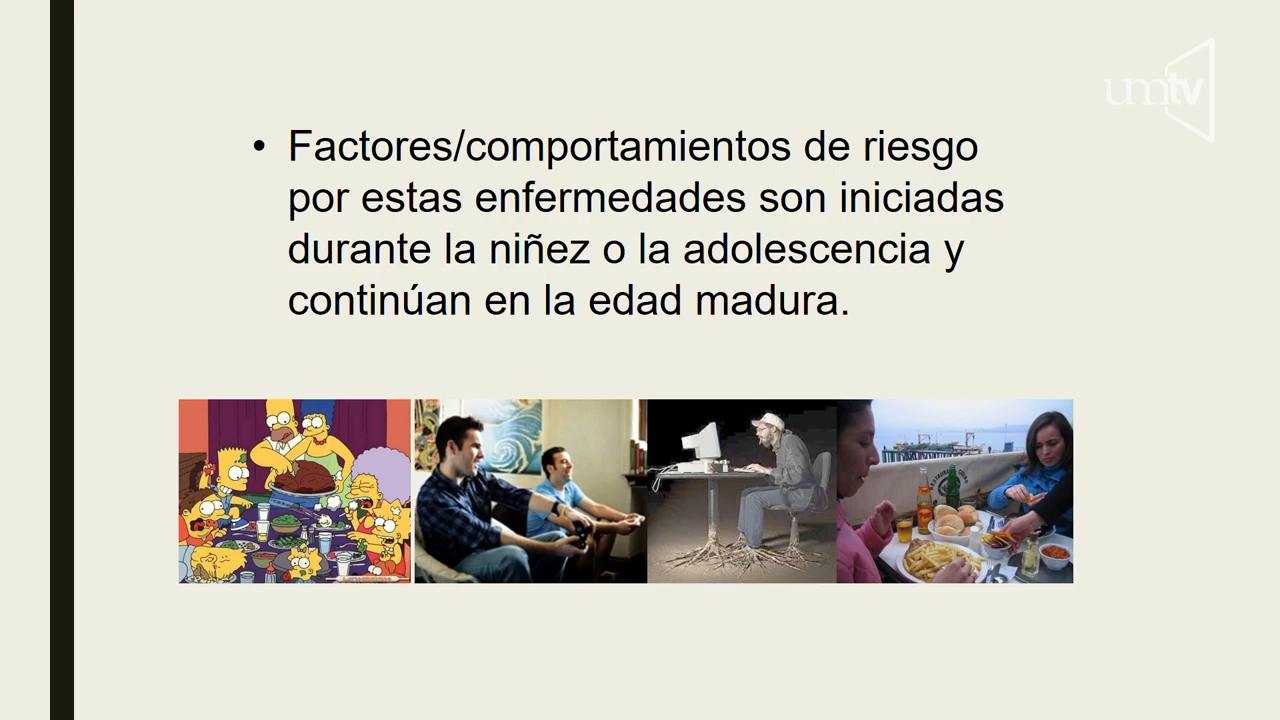 umtv
• Factores/comportamientos de riesgo
por estas enfermedades son iniciadas
durante la niñez o la adolescencia y
continúan en la edad madura.